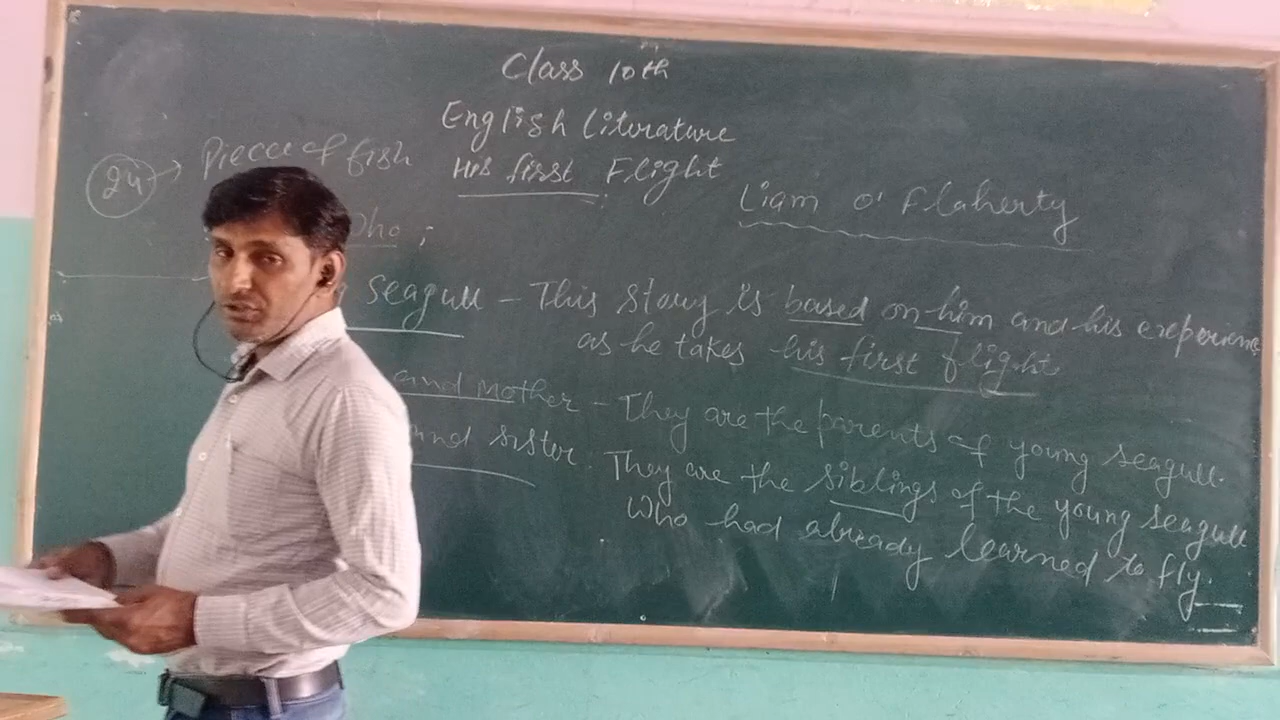 Class 10th
English Literature
His first Flight
24 → Piece of fish
Liam O' Flaherty
Who ;
Seagull - This story is based on him and his experience
as he takes his first flight
and Mother - They are the parents of young seagull.
and sister. They are the siblings of the young seagull
Who had already learned to fly.